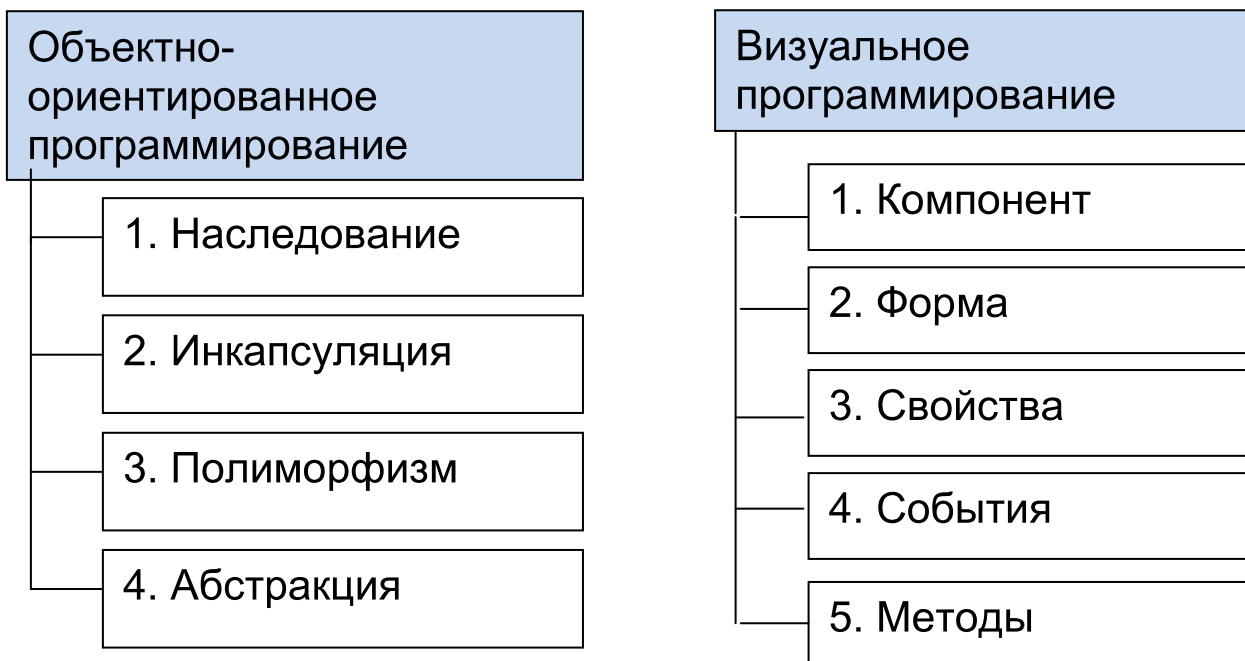 Объектно-
ориентированное
программирование
1. Наследование
2. Инкапсуляция
3. Полиморфизм
4. Абстракция
Визуальное
программирование
1. Компонент
2. Форма
3. Свойства
4. События
5. Методы